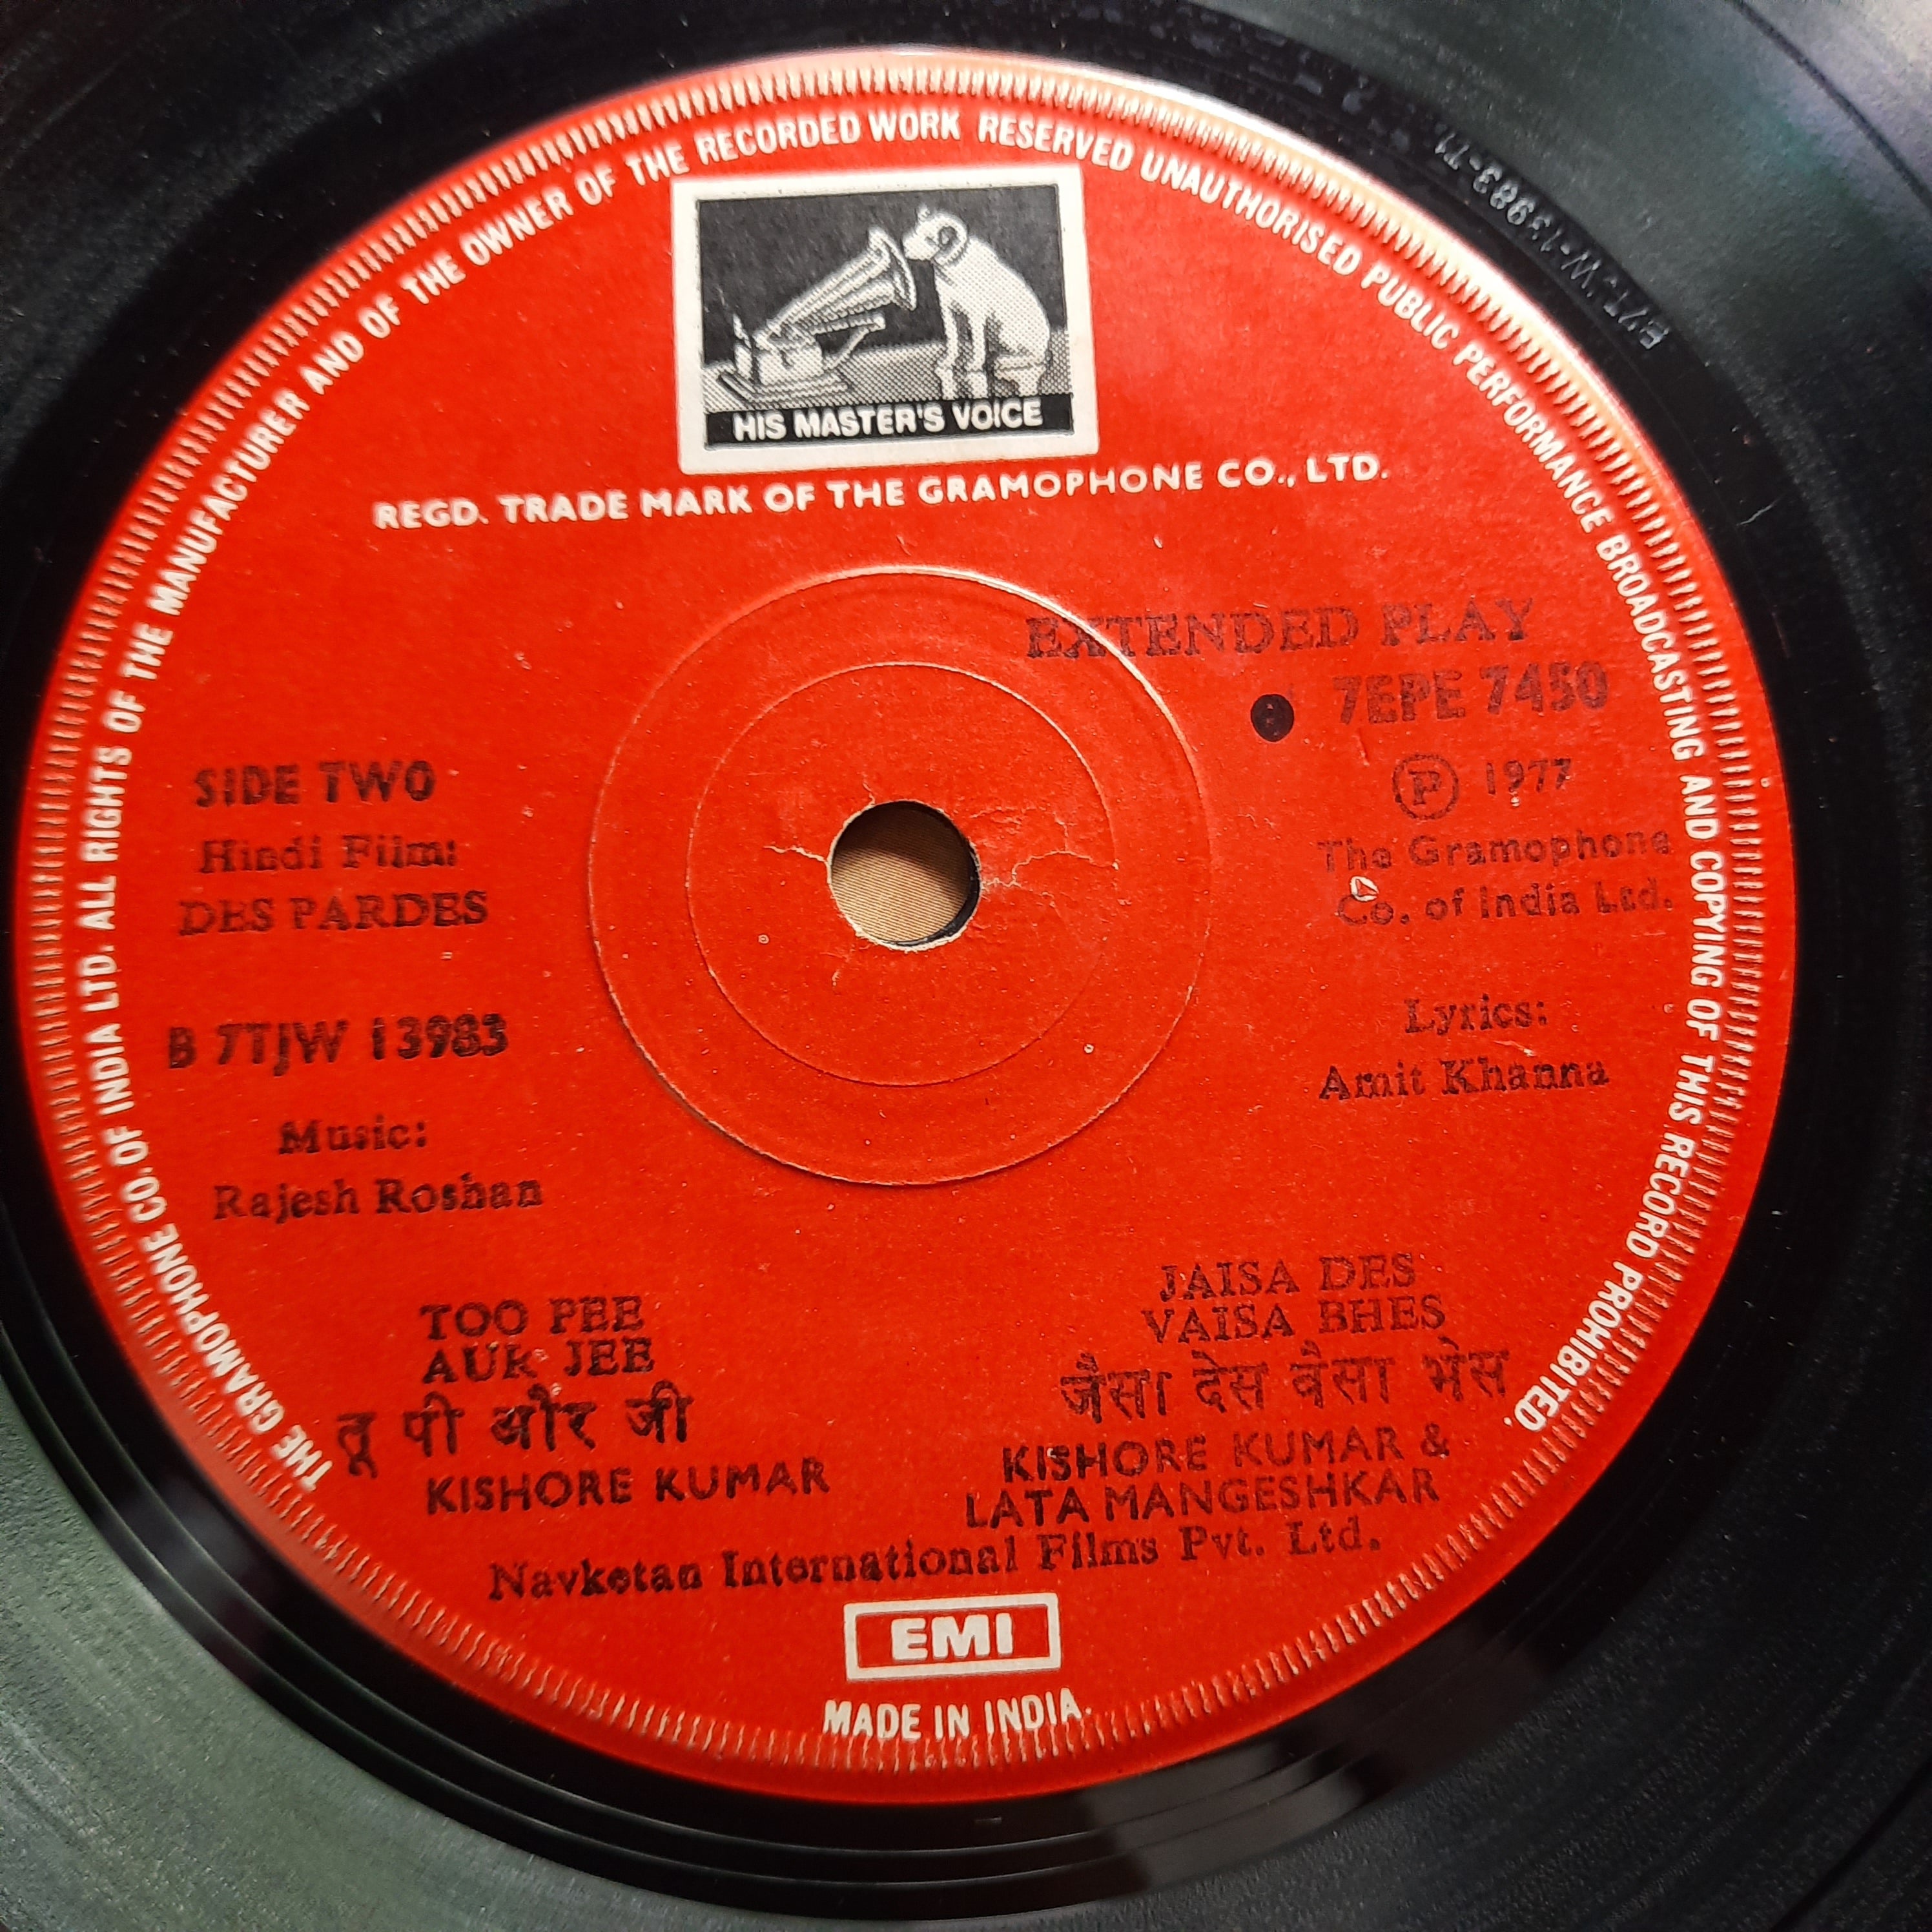 THE GRAMOPHONE CO. OF INDIA LTD. ALL RIGHTS OF THE MANUFACTURER AND OF THE OWNER OF THE RECORDED WORK RESERVED UNAUTHORISED PUBLIC PERFORMANCE BROADCASTING AND COPYING OF THIS RECORD PROHIBITED.
HIS MASTER'S VOICE
REGD. TRADE MARK OF THE GRAMOPHONE CO., LTD.
EXTENDED PLAY
7EPE 7450
SIDE TWO
Ⓟ 1977
Hindi Film:
The Gramophone
DES PARDES
Co. of India Ltd.
B 7TJW 13983
Lyrics:
Amit Khanna
Music:
Rajesh Roshan
TOO PEE
AUR JEE
तू पी और जी
KISHORE KUMAR
JAISA DES
VAISA BHES
जैसा देस वैसा भेस
KISHORE KUMAR &
LATA MANGESHKAR
Navketan International Films Pvt. Ltd.
EMI
MADE IN INDIA.